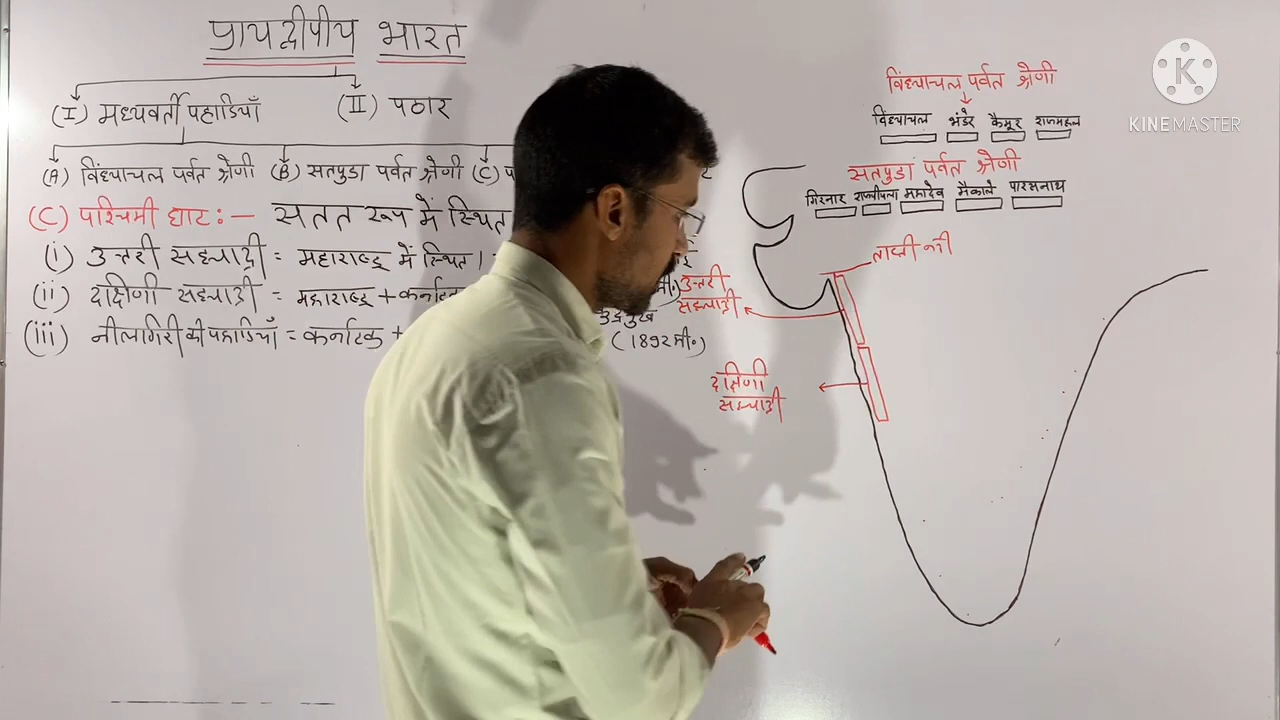 प्रायद्वीपीय भारत
(I) मध्यवर्ती पहाडियाँ (II) पठार
(A) विंध्याचल पर्वत श्रेणी (B) सतपुडा पर्वत श्रेणी (C)
(C) पश्चिमी घाट :— सतत रूप में स्थित
(i) उत्तरी सह्याद्री = महाराष्ट्र में स्थित।
(ii) दक्षिणी सह्याद्री = महाराष्ट्र + कर्नाटक
(iii) नीलगिरी की पहाडियाँ = कर्नाटक +
(1892 मी॰)
विंध्याचल पर्वत श्रेणी
विंध्याचल भंडेर कैमूर राजमहल
सतपुडा पर्वत श्रेणी
गिरनार राजपीपला महादेव मैकाले पारसनाथ
ताप्ती नदी
उत्तरी
सह्याद्री
दक्षिणी
सह्याद्री
K
KINEMASTER